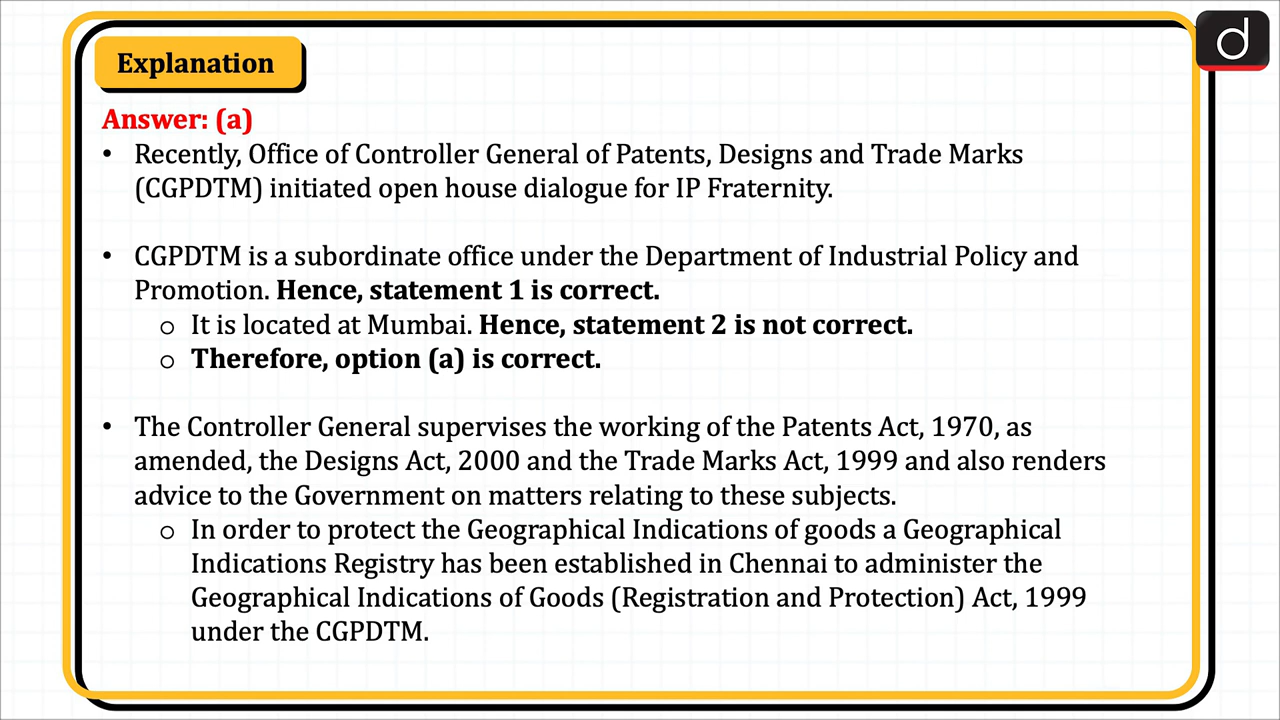 d
Explanation
Answer: (a)
• Recently, Office of Controller General of Patents, Designs and Trade Marks
(CGPDTM) initiated open house dialogue for IP Fraternity.
• CGPDTM is a subordinate office under the Department of Industrial Policy and
Promotion. Hence, statement 1 is correct.
o It is located at Mumbai. Hence, statement 2 is not correct.
o Therefore, option (a) is correct.
• The Controller General supervises the working of the Patents Act, 1970, as
amended, the Designs Act, 2000 and the Trade Marks Act, 1999 and also renders
advice to the Government on matters relating to these subjects.
o In order to protect the Geographical Indications of goods a Geographical
Indications Registry has been established in Chennai to administer the
Geographical Indications of Goods (Registration and Protection) Act, 1999
under the CGPDTM.